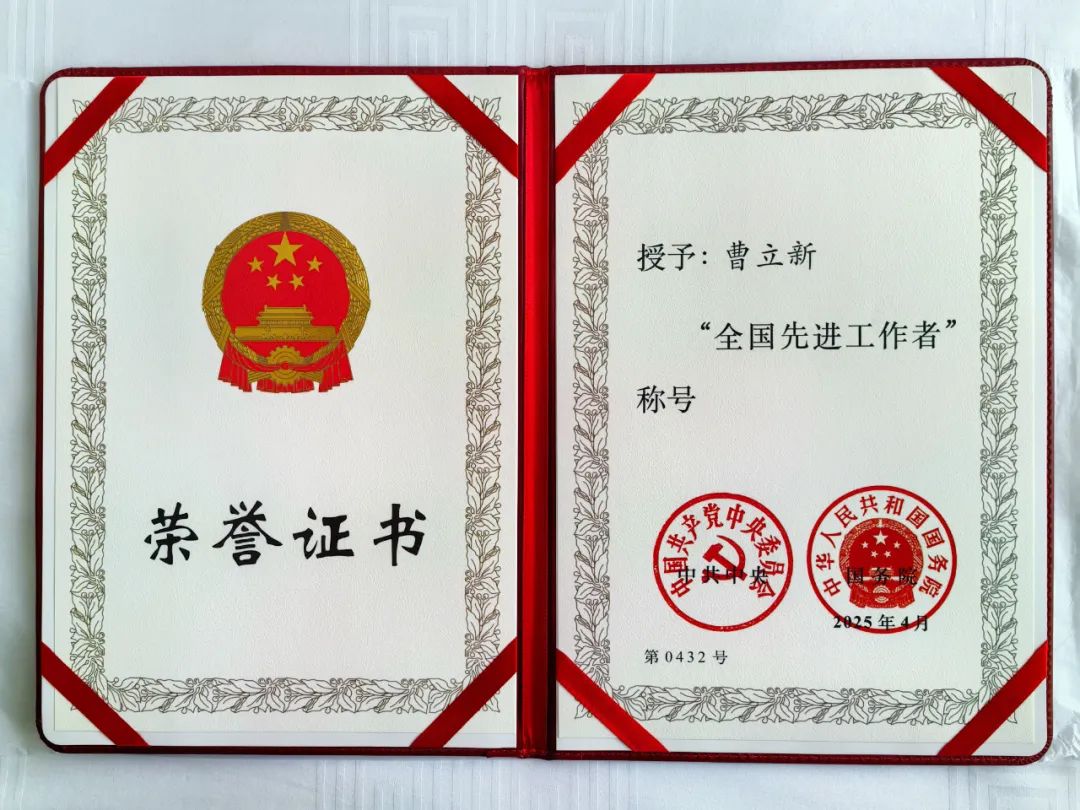 荣誉证书
授予：曹立新
“全国先进工作者”
称号
中国共产党中央委员会
中共中央
中华人民共和国国务院
国务院
2025年4月
第0432号